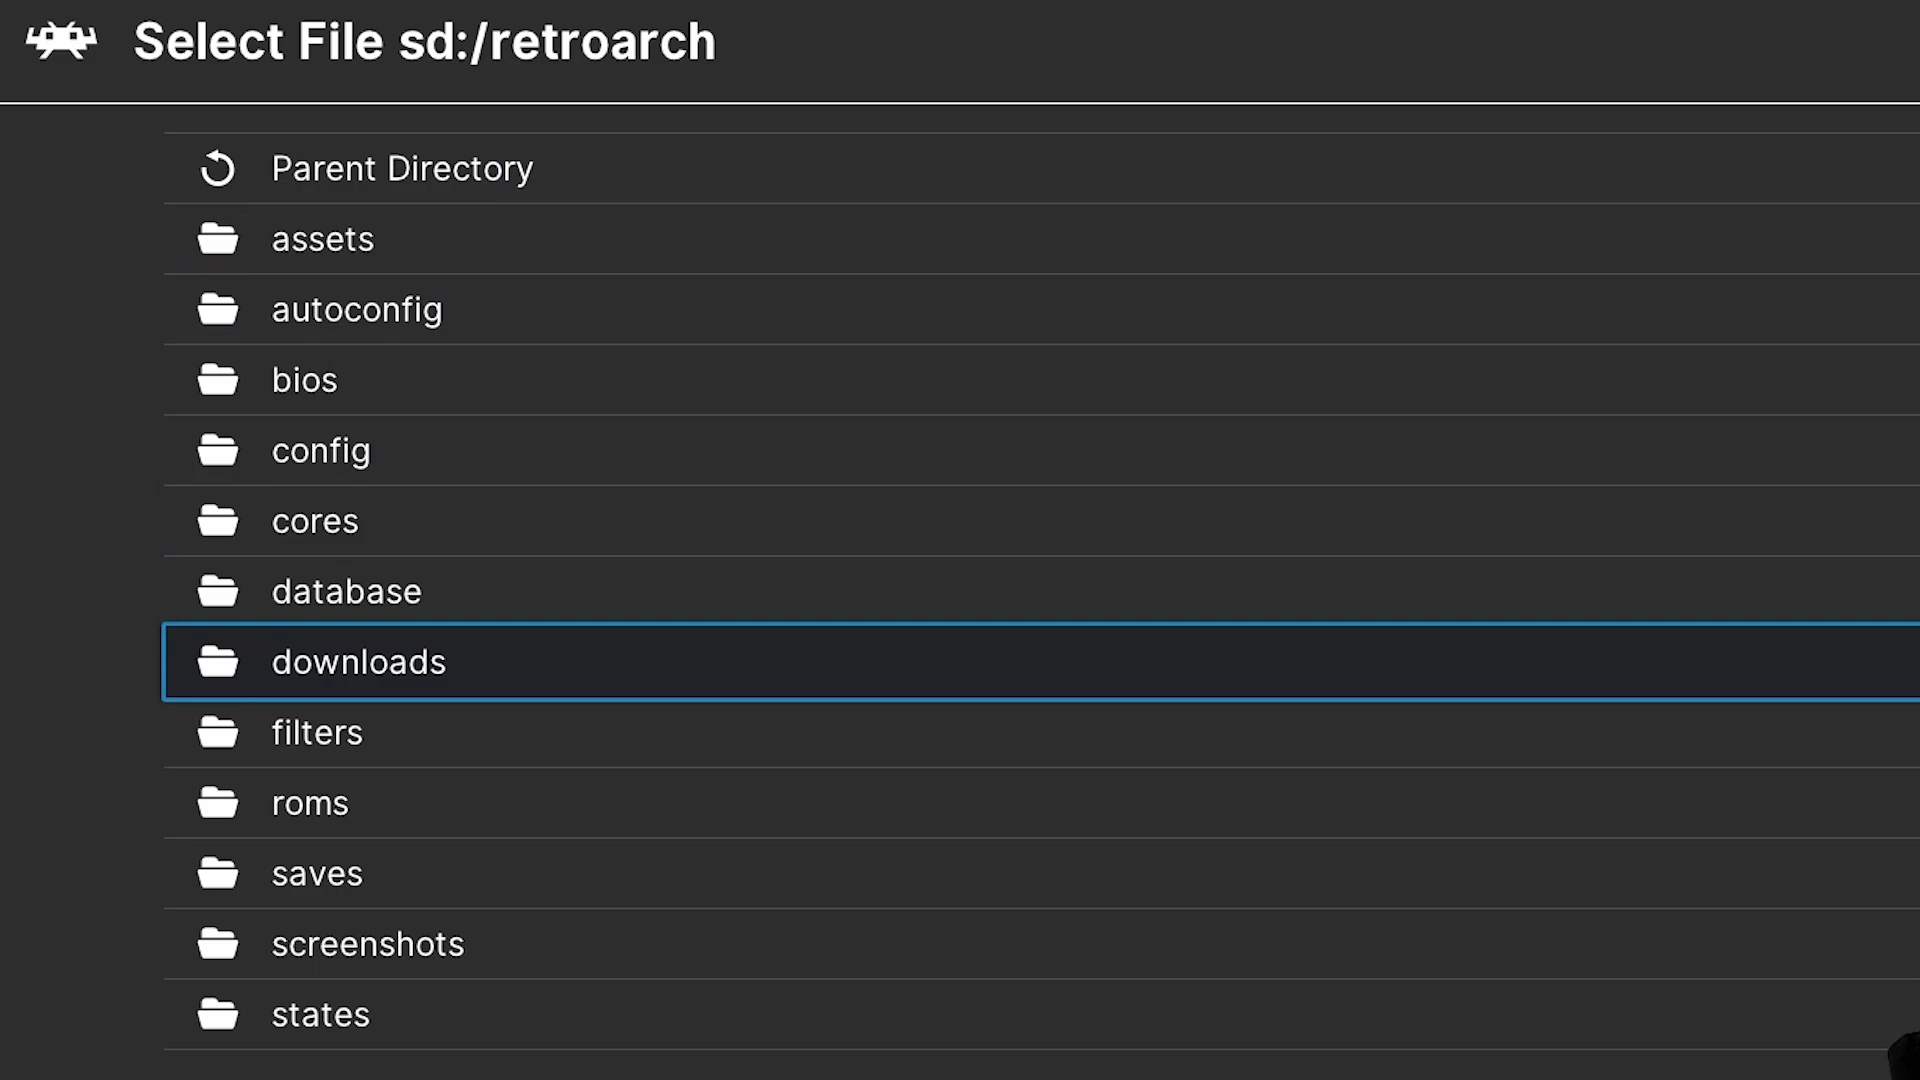 Select File sd:/retroarch
Parent Directory
assets
autoconfig
bios
config
cores
database
downloads
filters
roms
saves
screenshots
states